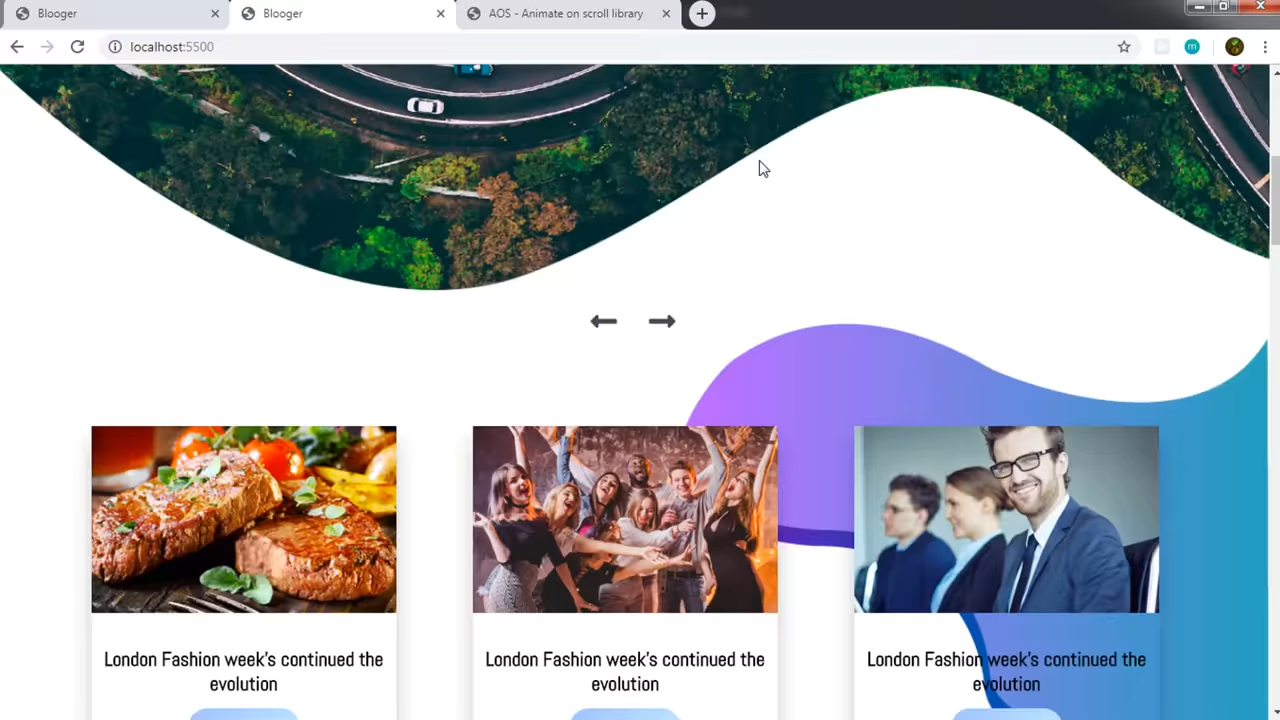 Blooger
Blooger
AOS - Animate on scroll library
localhost:5500
m
London Fashion week's continued the
evolution
London Fashion week's continued the
evolution
London Fashion week's continued the
evolution